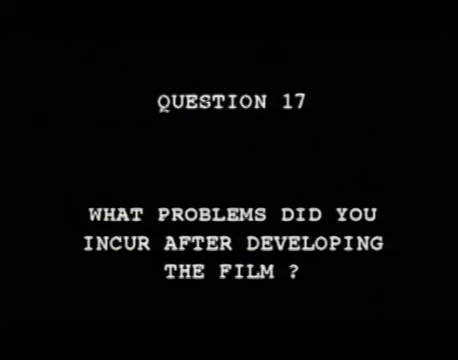 QUESTION 17
WHAT PROBLEMS DID YOU
INCUR AFTER DEVELOPING
THE FILM ?